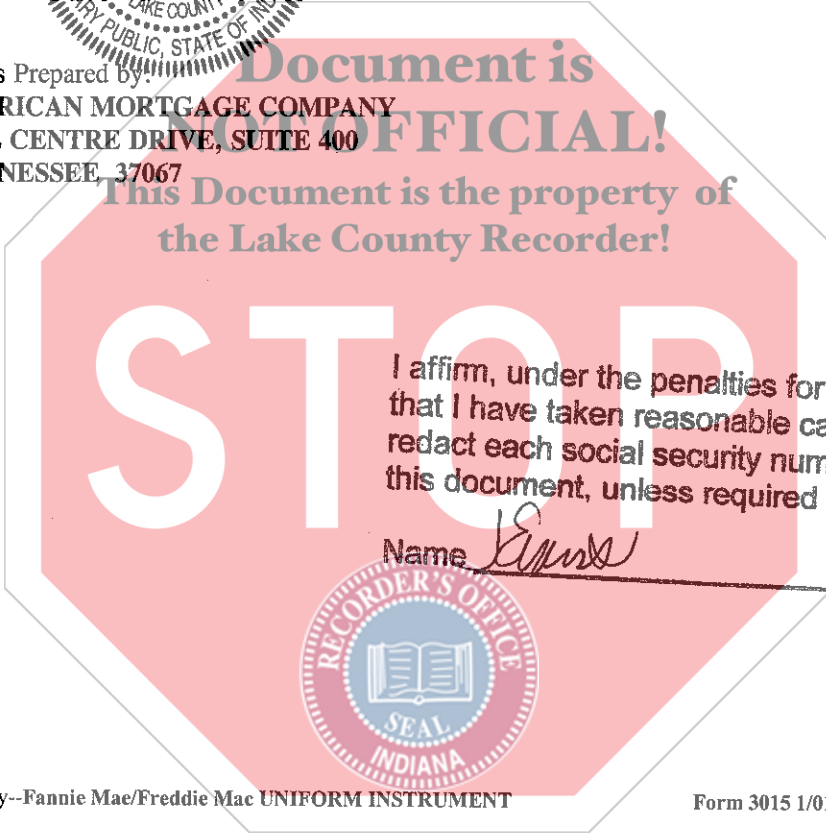 LAKE COUNTY
PUBLIC, STATE OF
Prepared by:
RICAN MORTGAGE COMPANY
CENTRE DRIVE, SUITE 400
NESSEE 37067
Document is
NOT OFFICIAL!
This Document is the property of
the Lake County Recorder!
STOP
I affirm, under the penalties for
that I have taken reasonable ca
redact each social security num
this document, unless required
Name
RECORDER'S OFFICE
SEAL
INDIANA
y--Fannie Mae/Freddie Mac UNIFORM INSTRUMENT
Form 3015 1/01